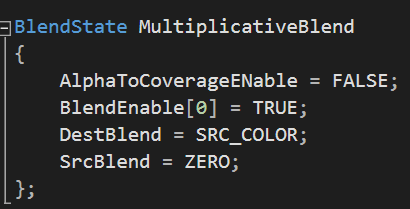 BlendState MultiplicativeBlend
{
AlphaToCoverageENable = FALSE;
BlendEnable[0] = TRUE;
DestBlend = SRC_COLOR;
SrcBlend = ZERO;
};